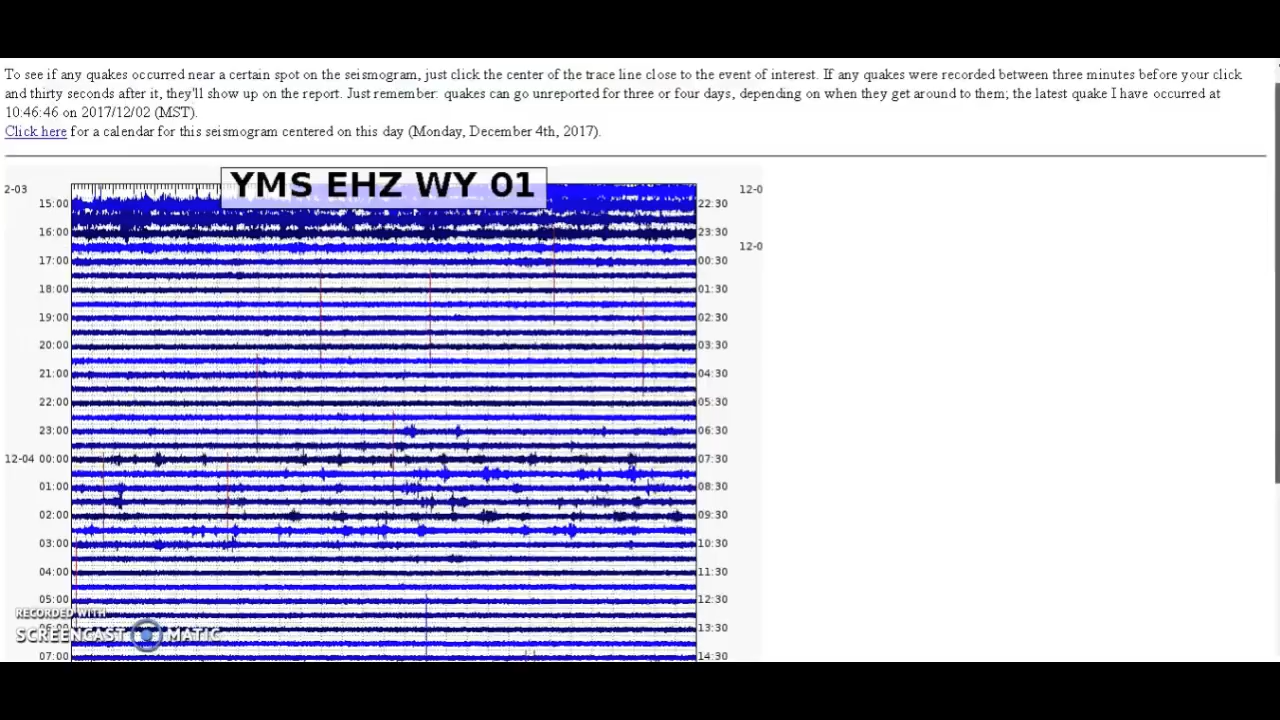 To see if any quakes occurred near a certain spot on the seismogram, just click the center of the trace line close to the event of interest. If any quakes were recorded between three minutes before your click
and thirty seconds after it, they'll show up on the report. Just remember: quakes can go unreported for three or four days, depending on when they get around to them; the latest quake I have occurred at
10:46:46 on 2017/12/02 (MST).
Click here for a calendar for this seismogram centered on this day (Monday, December 4th, 2017).
YMS EHZ WY 01
2-03 12-0
15:00 22:30
16:00 23:30
12-0
17:00 00:30
18:00 01:30
19:00 02:30
20:00 03:30
21:00 04:30
22:00 05:30
23:00 06:30
12-04 00:00 07:30
01:00 08:30
02:00 09:30
03:00 10:30
04:00 11:30
05:00 12:30
RECORDED WITH
06:00 13:30
SCREENCAST MATIC
07:00 14:30